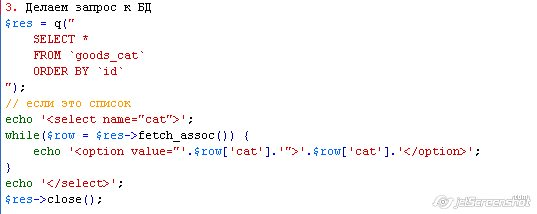 3. Делаем запрос к БД
$res = q("
    SELECT *
    FROM `goods_cat`
    ORDER BY `id`
");
// если это список
echo '<select name="cat">';
while($row = $res->fetch_assoc()) {
    echo '<option value="'.$row['cat'].'">'.$row['cat'].'</option>';
}
echo '</select>';
$res->close();
jetScreenshot